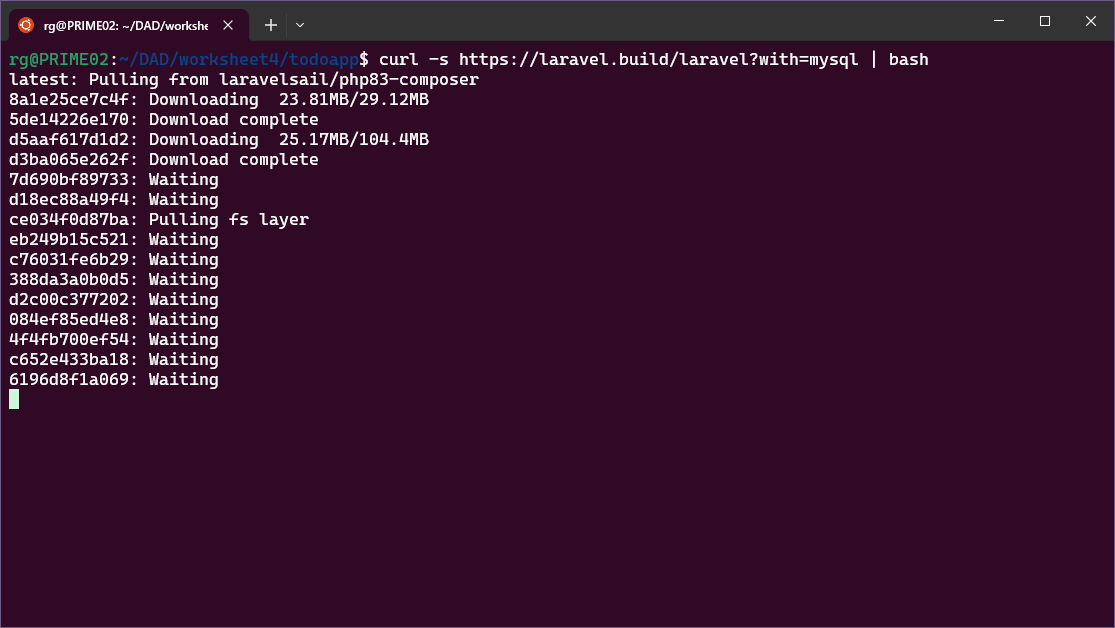 rg@PRIME02: ~/DAD/workshe
rg@PRIME02:~/DAD/worksheet4/todoapp$ curl -s https://laravel.build/laravel?with=mysql | bash
latest: Pulling from laravelsail/php83-composer
8a1e25ce7c4f: Downloading  23.81MB/29.12MB
5de14226e170: Download complete
d5aaf617d1d2: Downloading  25.17MB/104.4MB
d3ba065e262f: Download complete
7d690bf89733: Waiting
d18ec88a49f4: Waiting
ce034f0d87ba: Pulling fs layer
eb249b15c521: Waiting
c76031fe6b29: Waiting
388da3a0b0d5: Waiting
d2c00c377202: Waiting
084ef85ed4e8: Waiting
4f4fb700ef54: Waiting
c652e433ba18: Waiting
6196d8f1a069: Waiting